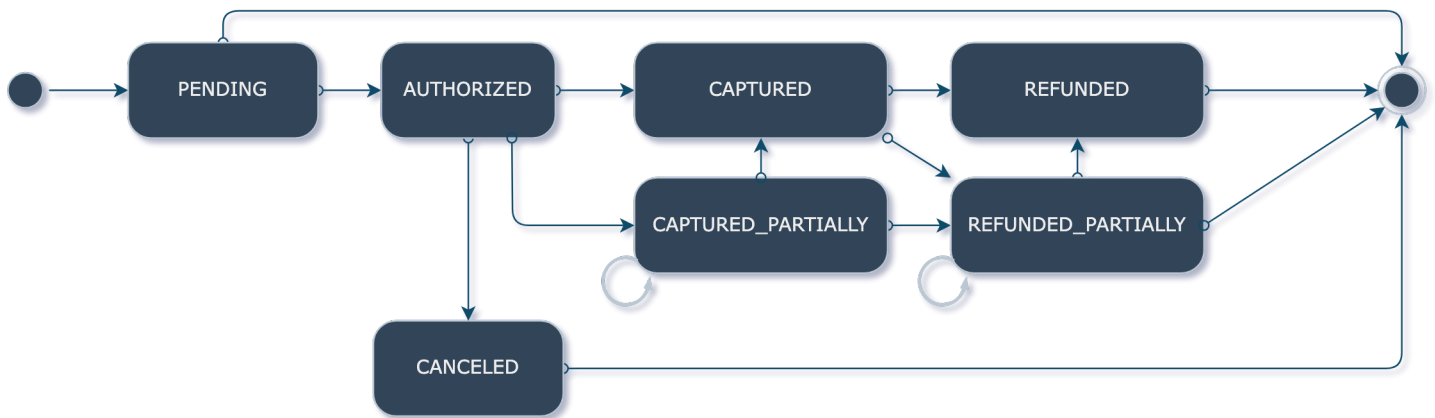 PENDING
AUTHORIZED
CAPTURED
REFUNDED
CAPTURED_PARTIALLY
REFUNDED_PARTIALLY
CANCELED